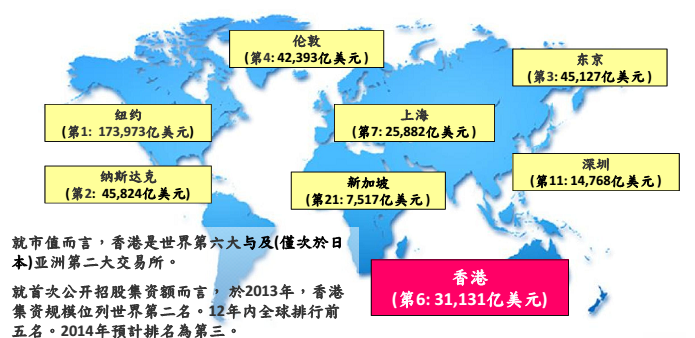 伦敦
(第4: 42,393亿美元)
东京
(第3: 45,127亿美元)
纽约
(第1: 173,973亿美元)
上海
(第7: 25,882亿美元)
纳斯达克
(第2: 45,824亿美元)
新加坡
(第21: 7,517亿美元)
深圳
(第11: 14,768亿美元)
就市值而言，香港是世界第六大与及(僅次於日
本)亚洲第二大交易所。
香港
(第6: 31,131亿美元)
就首次公开招股集资额而言， 於2013年，香港
集资规模位列世界第二名。12年内全球排行前
五名。2014年預計排名為第三。